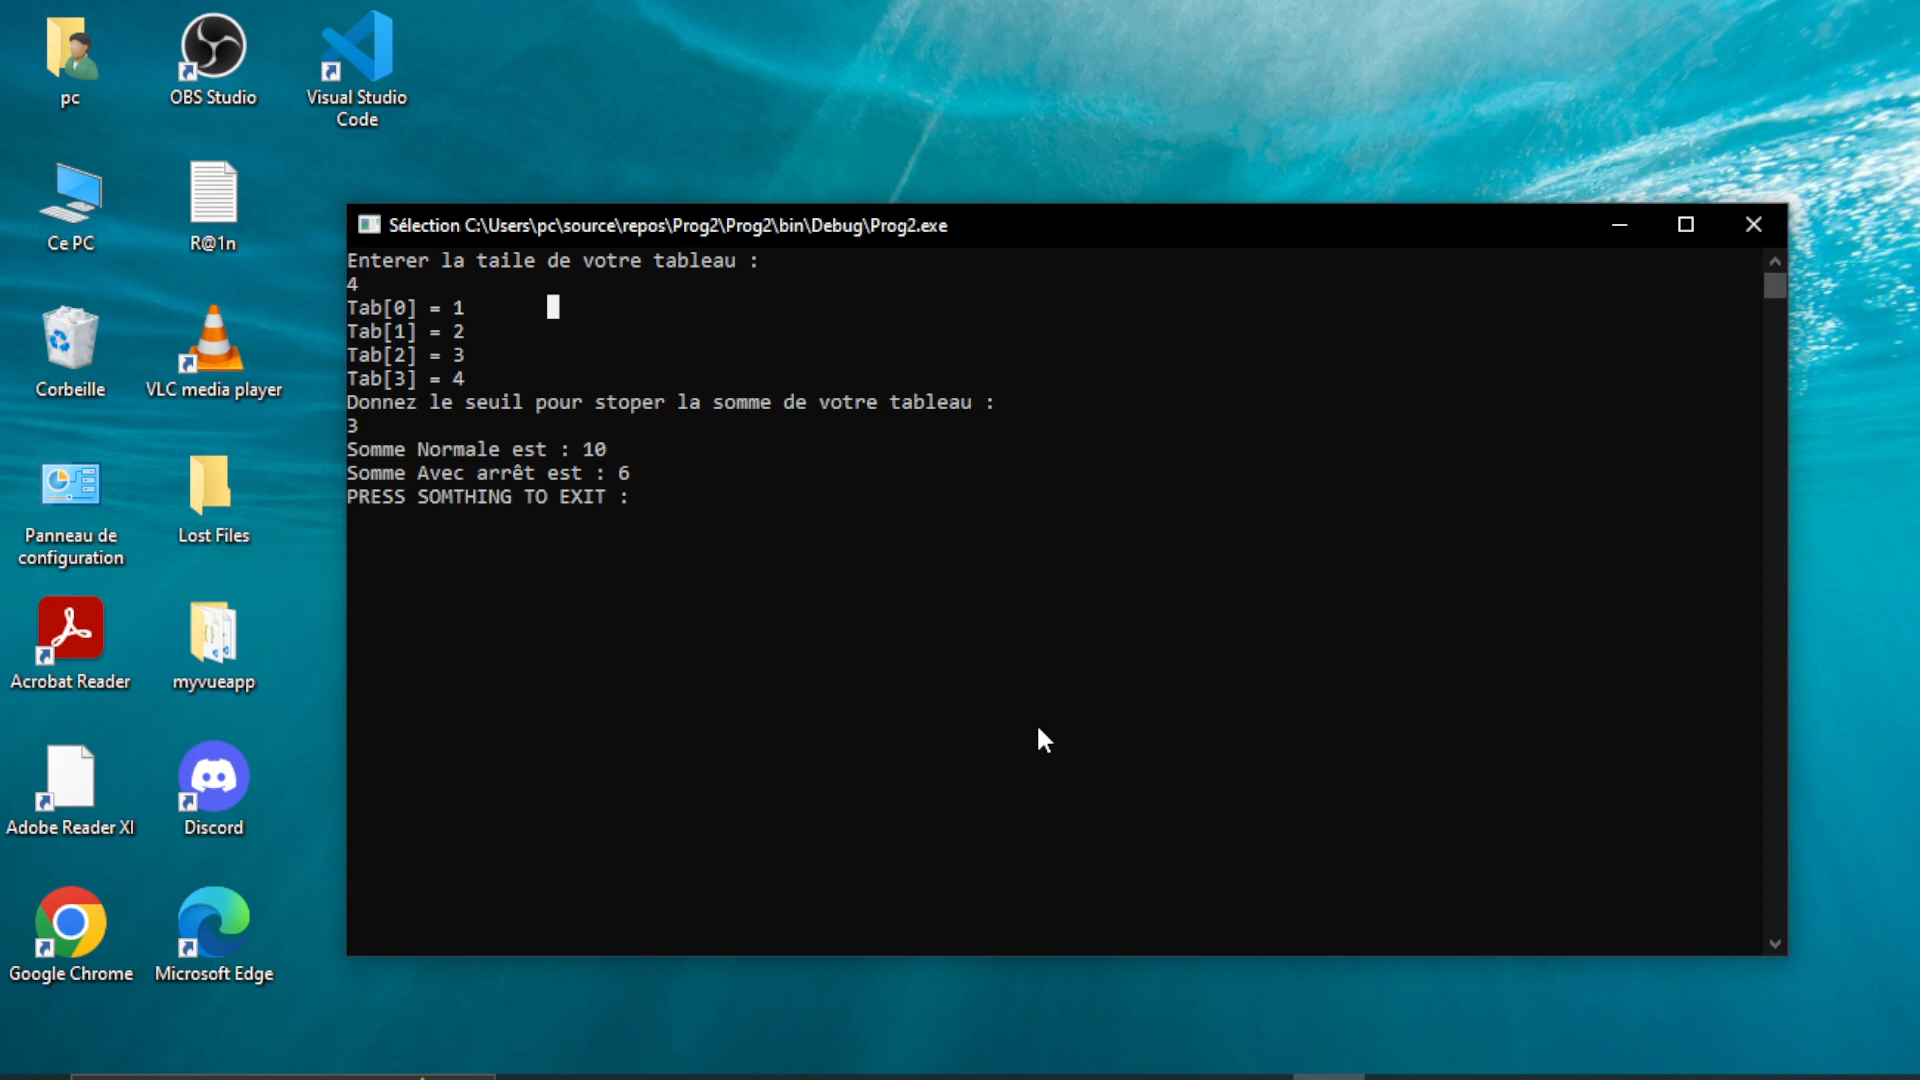 pc
OBS Studio
Visual Studio
Code
Ce PC
R@1n
Corbeille
VLC media player
Panneau de
configuration
Lost Files
Acrobat Reader
myvueapp
Adobe Reader XI
Discord
Google Chrome
Microsoft Edge
Sélection C:\Users\pc\source\repos\Prog2\Prog2\bin\Debug\Prog2.exe
Enterer la taile de votre tableau :
4
Tab[0] = 1
Tab[1] = 2
Tab[2] = 3
Tab[3] = 4
Donnez le seuil pour stoper la somme de votre tableau :
3
Somme Normale est : 10
Somme Avec arrêt est : 6
PRESS SOMTHING TO EXIT :